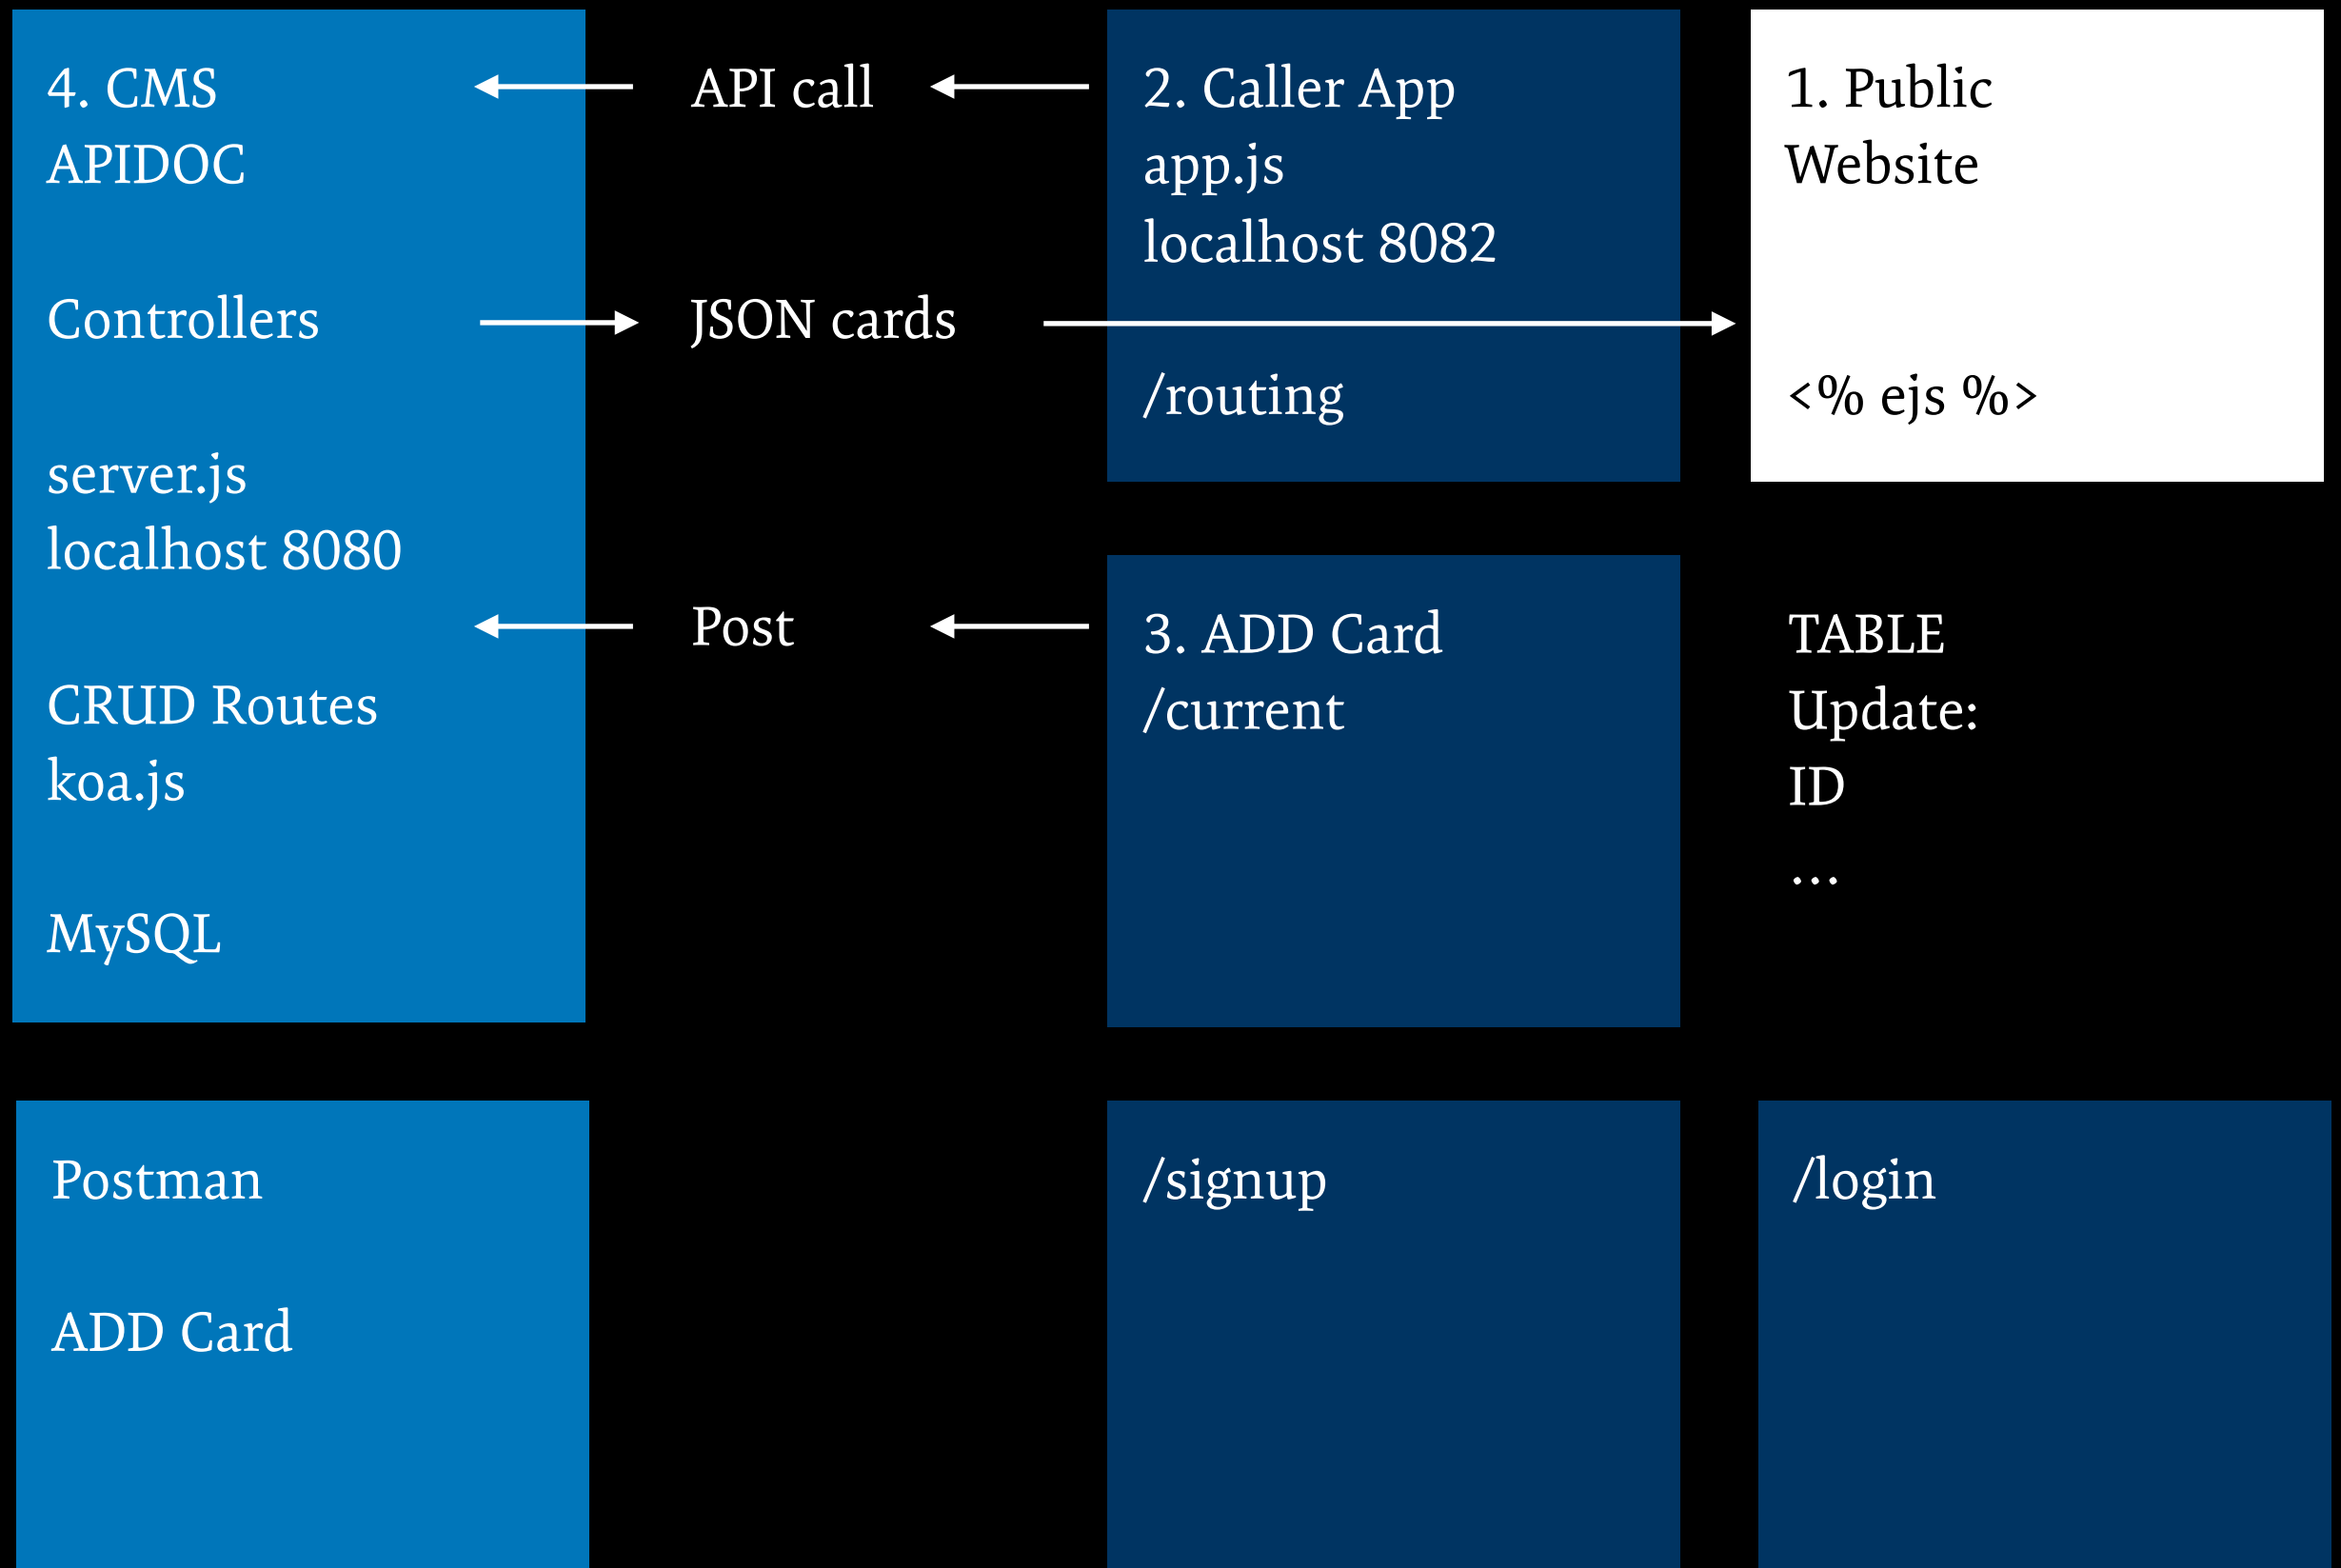 4. CMS
APIDOC
Controllers
server.js
localhost 8080
CRUD Routes
koa.js
MySQL
API call
JSON cards
Post
2. Caller App
app.js
localhost 8082
/routing
1. Public
Website
<% ejs %>
3. ADD Card
/current
TABLE
Update:
ID
...
Postman
ADD Card
/signup
/login